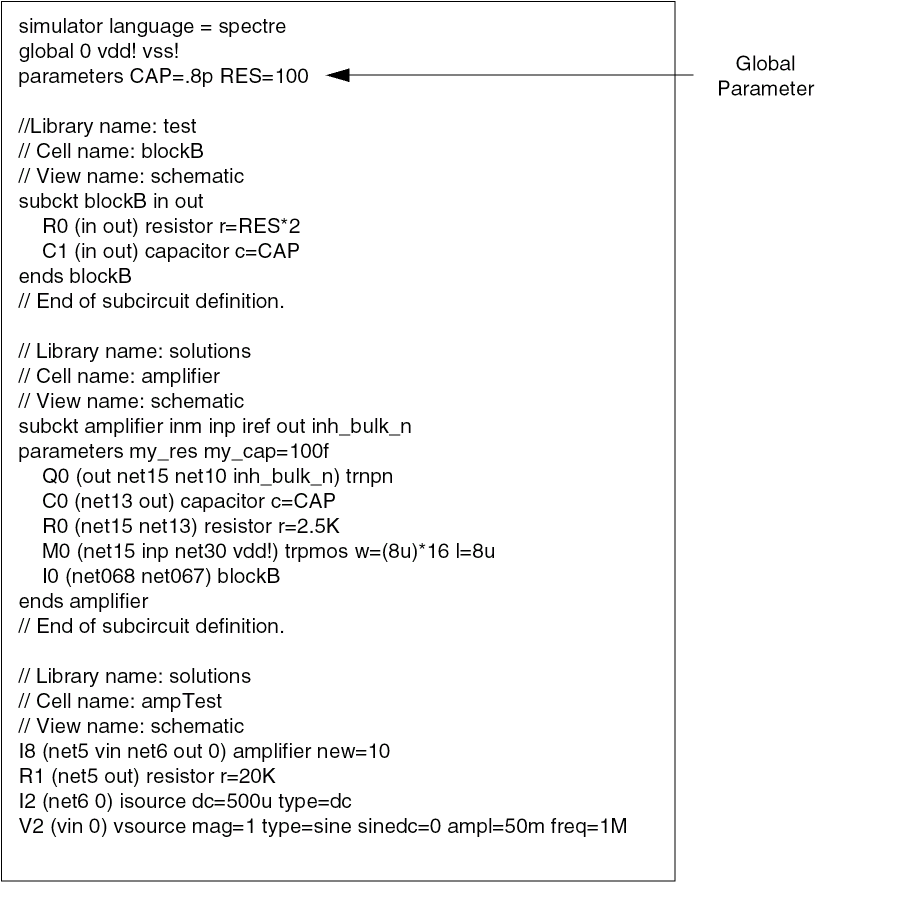 simulator language = spectre
global 0 vdd! vss!
parameters CAP=.8p RES=100
Global
Parameter
//Library name: test
// Cell name: blockB
// View name: schematic
subckt blockB in out
R0 (in out) resistor r=RES*2
C1 (in out) capacitor c=CAP
ends blockB
// End of subcircuit definition.
// Library name: solutions
// Cell name: amplifier
// View name: schematic
subckt amplifier inm inp iref out inh_bulk_n
parameters my_res my_cap=100f
Q0 (out net15 net10 inh_bulk_n) trnpn
C0 (net13 out) capacitor c=CAP
R0 (net15 net13) resistor r=2.5K
M0 (net15 inp net30 vdd!) trpmos w=(8u)*16 l=8u
I0 (net068 net067) blockB
ends amplifier
// End of subcircuit definition.
// Library name: solutions
// Cell name: ampTest
// View name: schematic
I8 (net5 vin net6 out 0) amplifier new=10
R1 (net5 out) resistor r=20K
I2 (net6 0) isource dc=500u type=dc
V2 (vin 0) vsource mag=1 type=sine sinedc=0 ampl=50m freq=1M